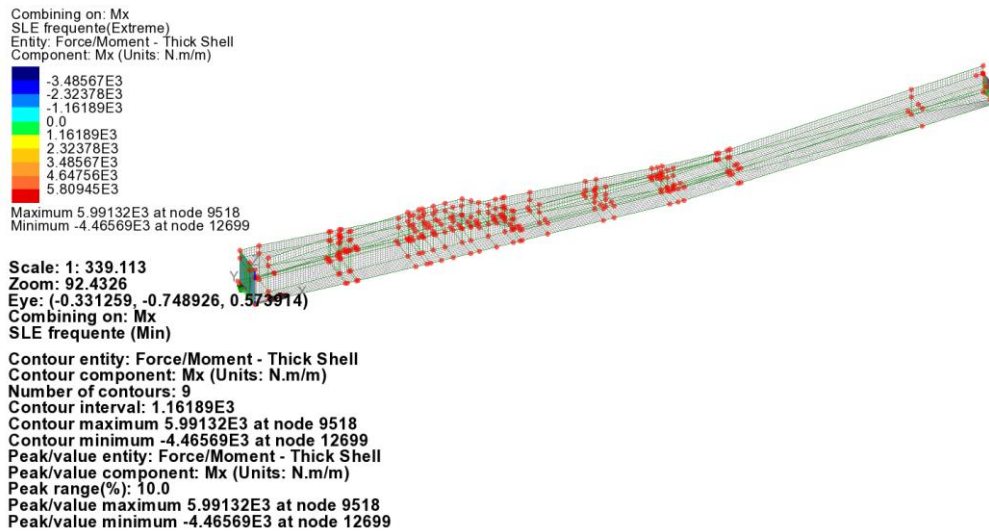 Combining on: Mx
SLE frequente(Extreme)
Entity: Force/Moment - Thick Shell
Component: Mx (Units: N.m/m)
-3.48567E3
-2.32378E3
-1.16189E3
0.0
1.16189E3
2.32378E3
3.48567E3
4.64756E3
5.80945E3
Maximum 5.99132E3 at node 9518
Minimum -4.46569E3 at node 12699
Scale: 1: 339.113
Zoom: 92.4326
Eye: (-0.331259, -0.748926, 0.573914)
Combining on: Mx
SLE frequente (Min)
Contour entity: Force/Moment - Thick Shell
Contour component: Mx (Units: N.m/m)
Number of contours: 9
Contour interval: 1.16189E3
Contour maximum 5.99132E3 at node 9518
Contour minimum -4.46569E3 at node 12699
Peak/value entity: Force/Moment - Thick Shell
Peak/value component: Mx (Units: N.m/m)
Peak range(%): 10.0
Peak/value maximum 5.99132E3 at node 9518
Peak/value minimum -4.46569E3 at node 12699
Y
Z
X